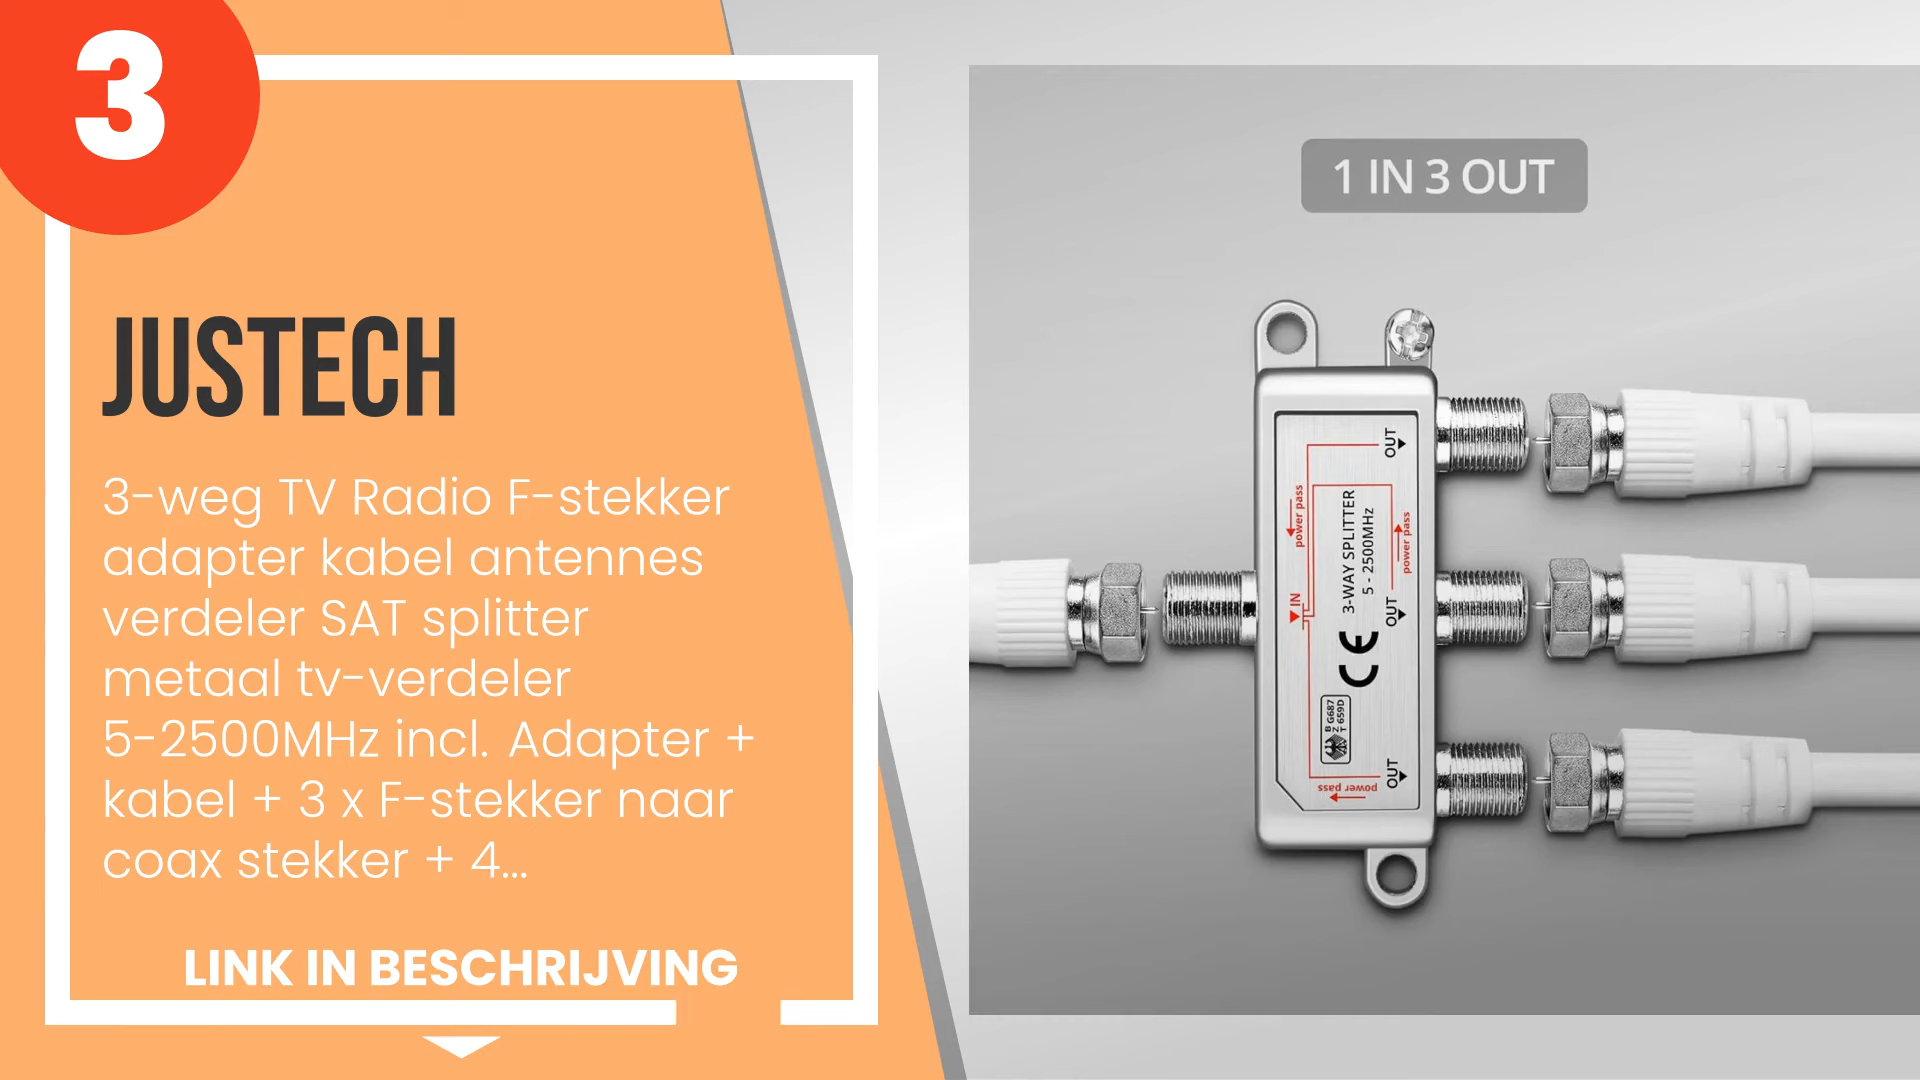 3
JUSTECH
3-weg TV Radio F-stekker
adapter kabel antennes
verdeler SAT splitter
metaal tv-verdeler
5-2500MHz incl. Adapter +
kabel + 3 x F-stekker naar
coax stekker + 4...
LINK IN BESCHRIJVING
1 IN 3 OUT
OUT
power pass
power pass
IN
3-WAY SPLITTER
5 - 2500MHz
OUT
CE
B G687
Z
T 659D
OUT
power pass